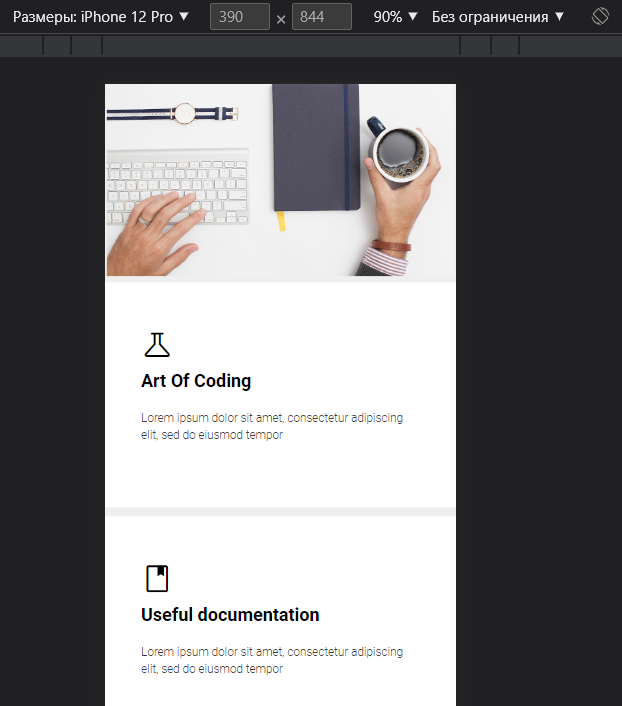 Размеры: iPhone 12 Pro ▼ 390 × 844 90% ▼ Без ограничения ▼
Art Of Coding
Lorem ipsum dolor sit amet, consectetur adipiscing
elit, sed do eiusmod tempor
Useful documentation
Lorem ipsum dolor sit amet, consectetur adipiscing
elit, sed do eiusmod tempor